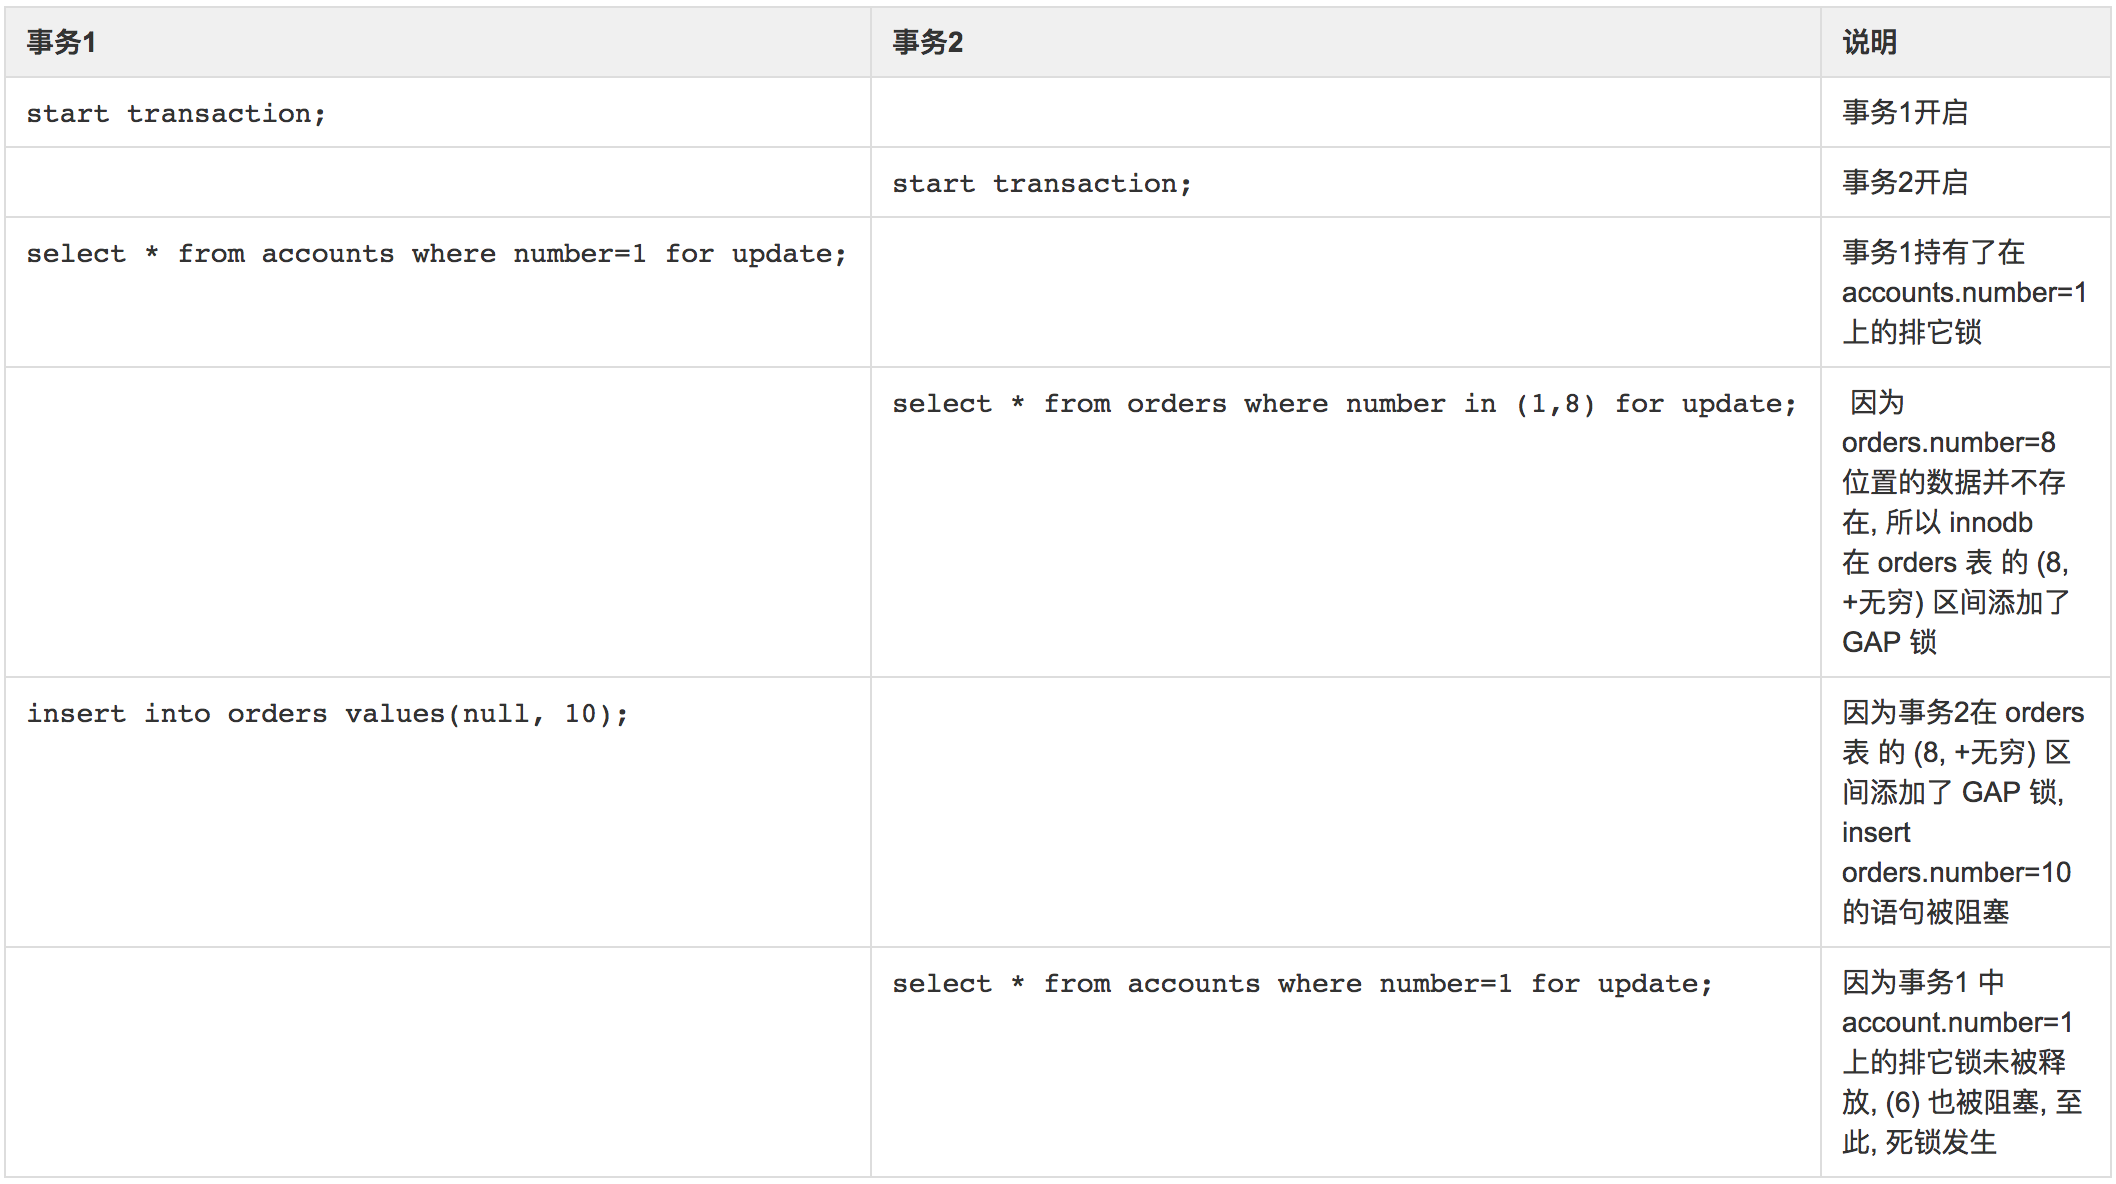 事务1
事务2
说明
start transaction;
事务1开启
start transaction;
事务2开启
select * from accounts where number=1 for update;
事务1持有了在
accounts.number=1
上的排它锁
select * from orders where number in (1,8) for update;
因为
orders.number=8
位置的数据并不存
在, 所以 innodb
在 orders 表 的 (8,
+无穷) 区间添加了
GAP 锁
insert into orders values(null, 10);
因为事务2在 orders
表 的 (8, +无穷) 区
间添加了 GAP 锁,
insert
orders.number=10
的语句被阻塞
select * from accounts where number=1 for update;
因为事务1 中
account.number=1
上的排它锁未被释
放, (6) 也被阻塞, 至
此, 死锁发生